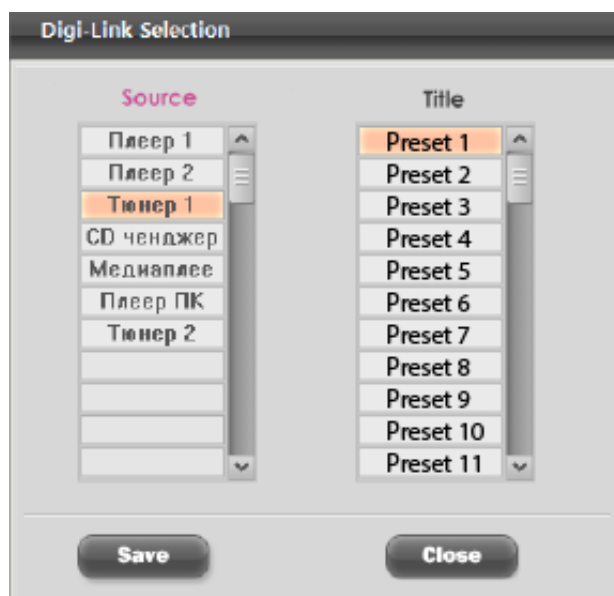 Digi-Link Selection
Source
Title
Плеер 1
Плеер 2
Тюнер 1
CD ченджер
Медиаплее
Плеер ПК
Тюнер 2
Preset 1
Preset 2
Preset 3
Preset 4
Preset 5
Preset 6
Preset 7
Preset 8
Preset 9
Preset 10
Preset 11
Save
Close